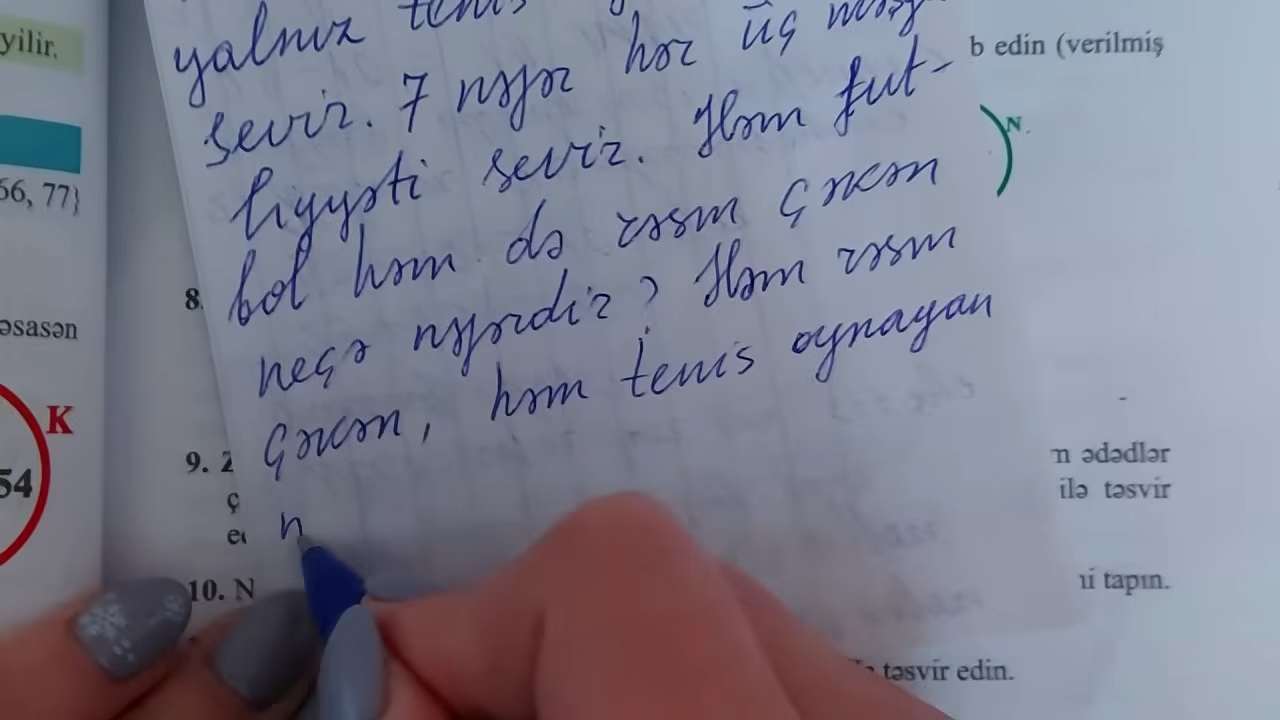 yalnız tenis
sevir. 7 nəfər hər üç məşğ
liyyəti sevir. Həm fut-
bol həm də rəsm çəkən
neçə nəfərdir? Həm rəsm
çəkən, həm tenis oynayan
n
yilir.
56, 77}
əsasən
K
54
b edin (verilmiş
N.
8.
9. 2
ç
n ədədlər
ilə təsvir
10. N
təsvir edin.